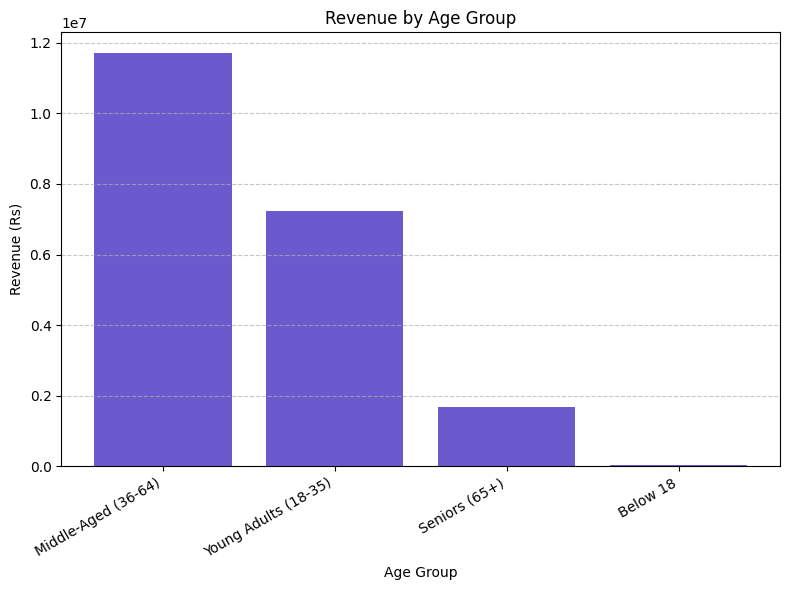 Revenue by Age Group
1e7
1.2
1.0
0.8
0.6
0.4
0.2
0.0
Revenue (Rs)
Middle-Aged (36-64)
Young Adults (18-35)
Seniors (65+)
Below 18
Age Group